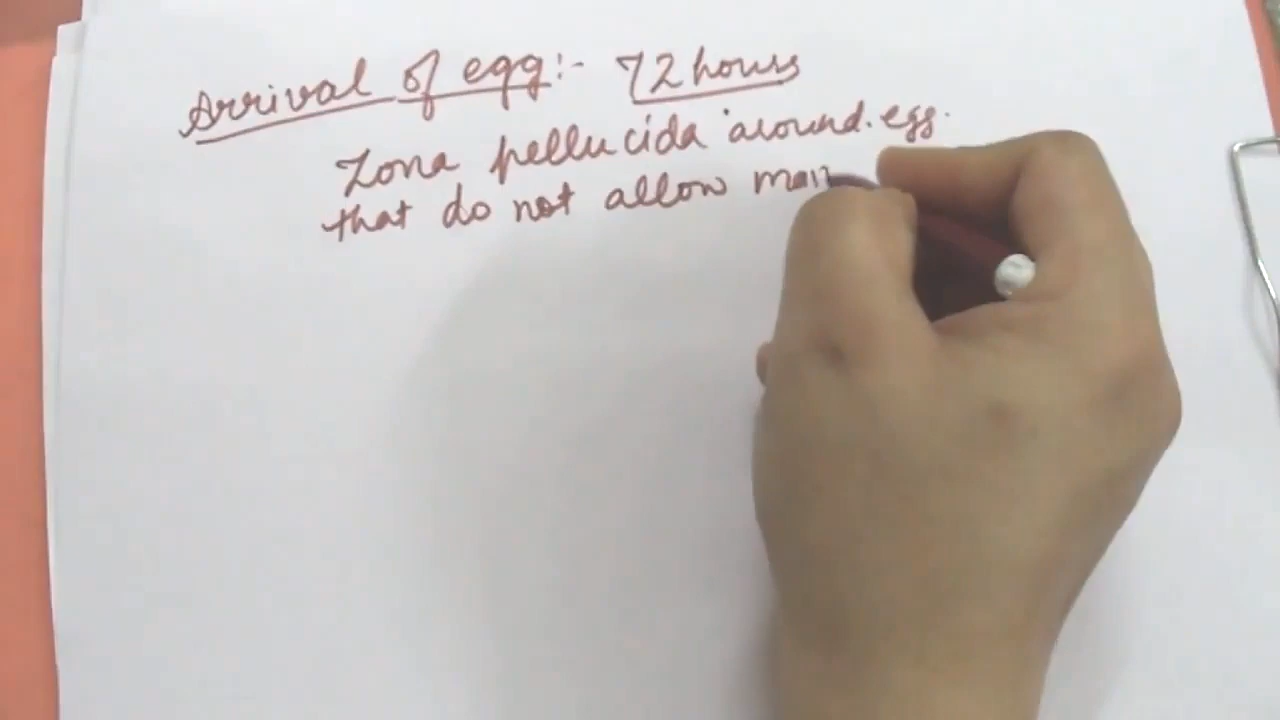 Arrival of egg:- 72 hours
Zona pellucida around egg.
that do not allow